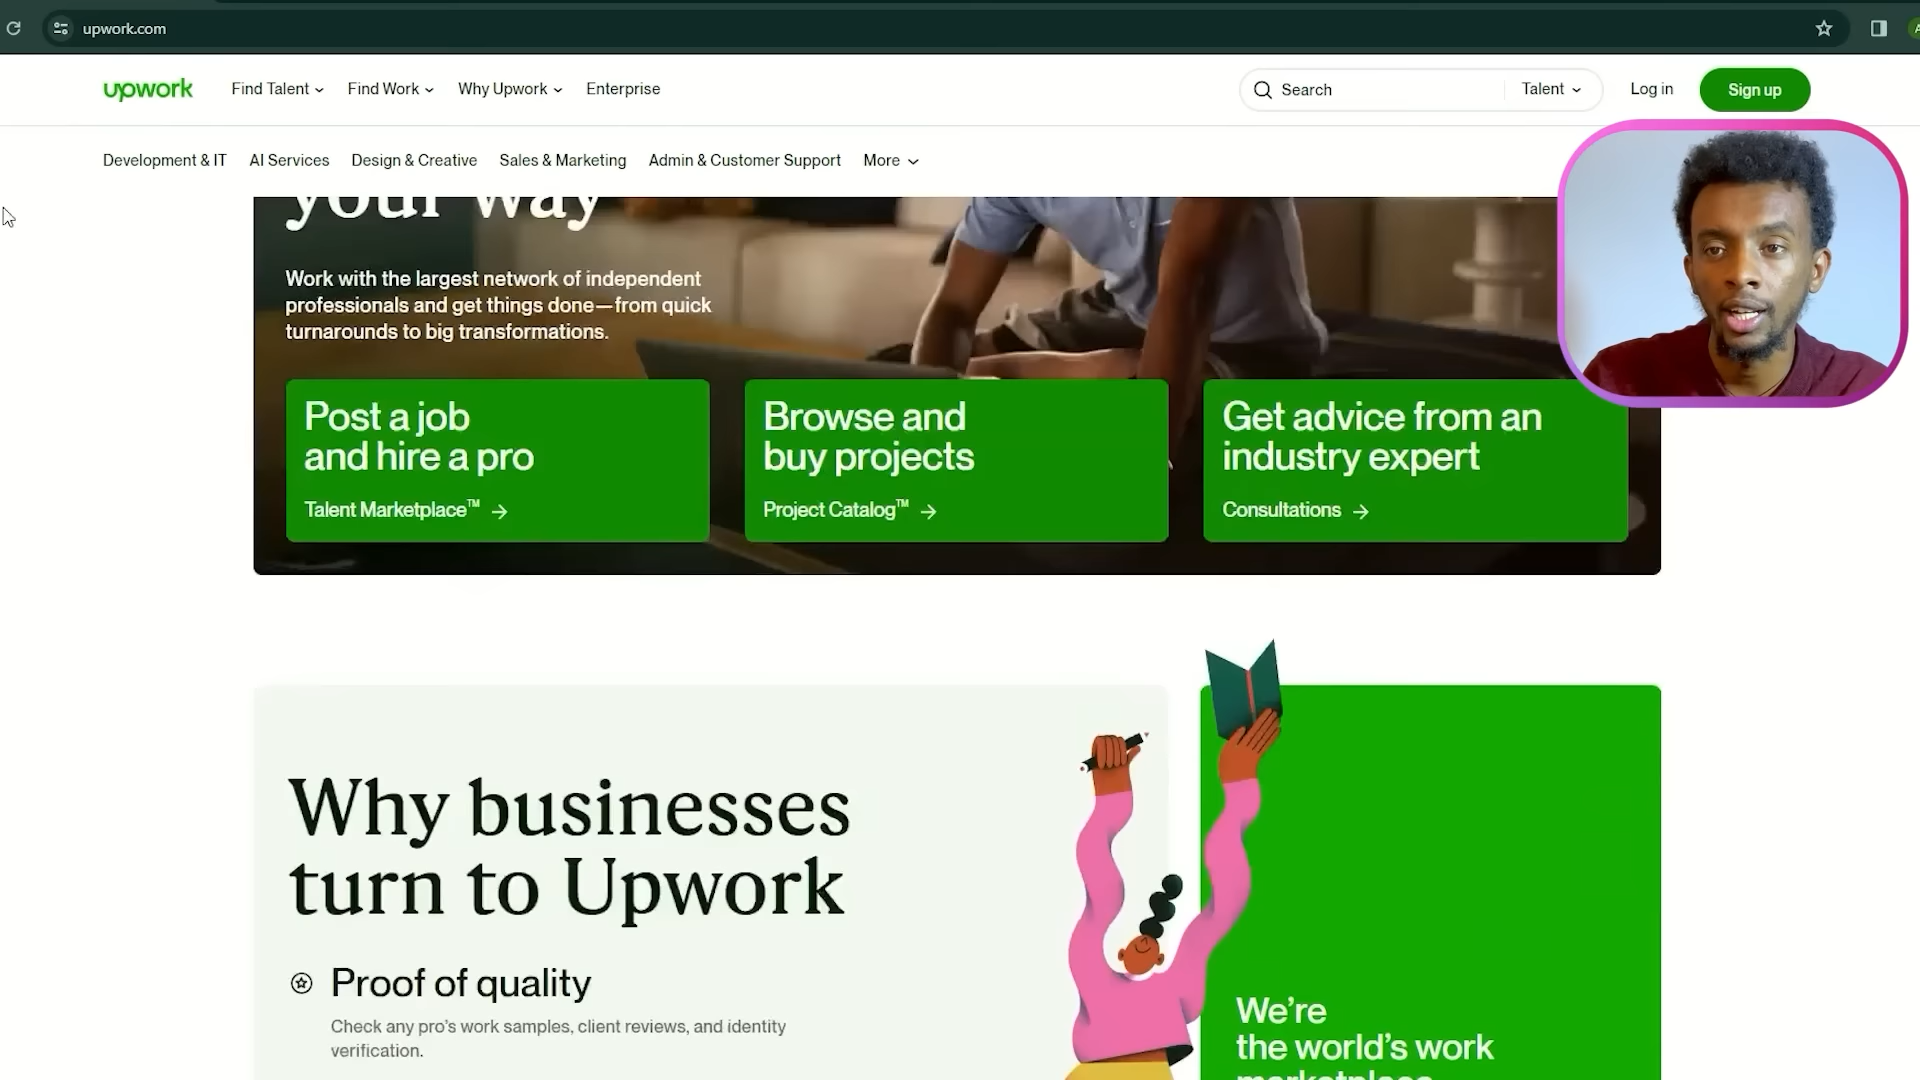 upwork.com
upwork
Find Talent
Find Work
Why Upwork
Enterprise
Search
Talent
Log in
Sign up
Development & IT
AI Services
Design & Creative
Sales & Marketing
Admin & Customer Support
More
your way
Work with the largest network of independent
professionals and get things done—from quick
turnarounds to big transformations.
Post a job
and hire a pro
Talent Marketplace™
Browse and
buy projects
Project Catalog™
Get advice from an
industry expert
Consultations
Why businesses
turn to Upwork
Proof of quality
Check any pro's work samples, client reviews, and identity
verification.
We're
the world's work
marketplace